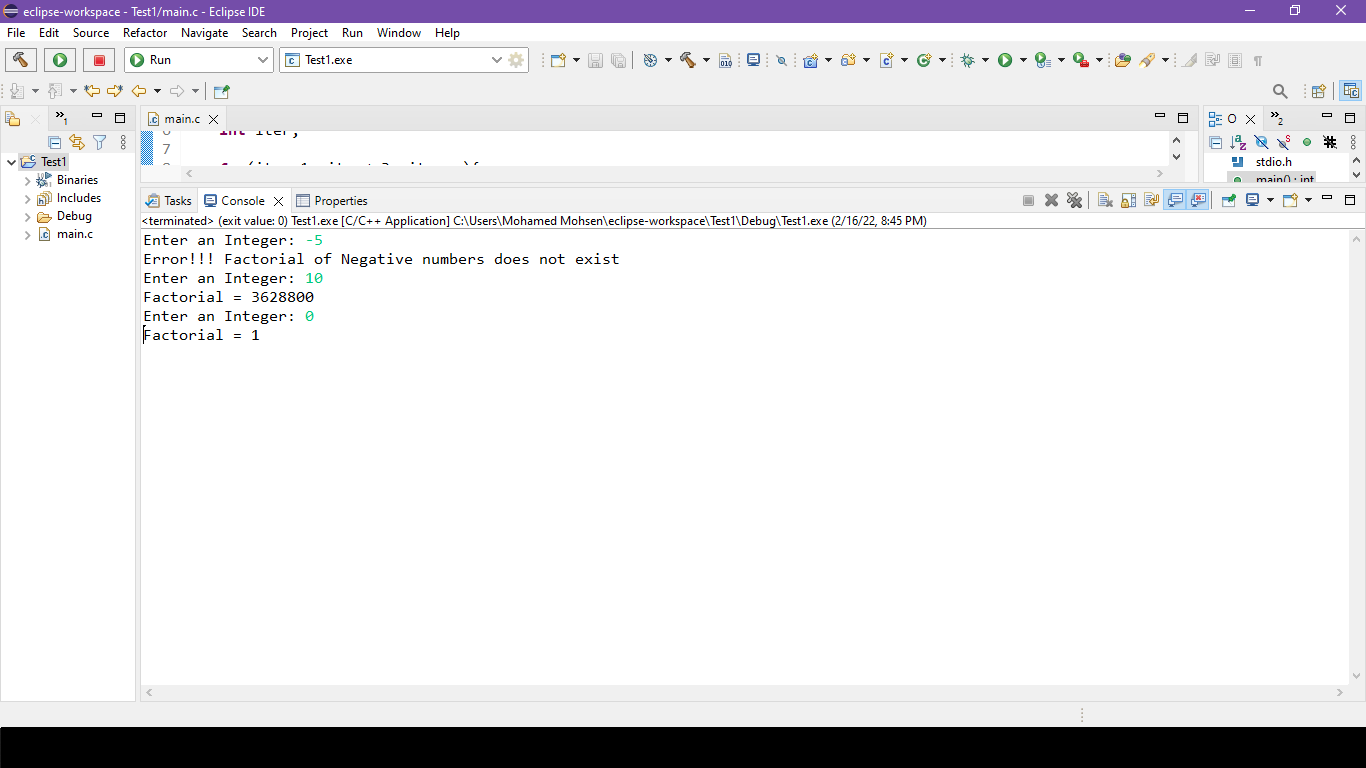 eclipse-workspace - Test1/main.c - Eclipse IDE
File Edit Source Refactor Navigate Search Project Run Window Help
Run Test1.exe
main.c
O
int iter;
7
Test1
Binaries
Includes
Debug
main.c
stdio.h
main() : int
Tasks Console Properties
<terminated> (exit value: 0) Test1.exe [C/C++ Application] C:\Users\Mohamed Mohsen\eclipse-workspace\Test1\Debug\Test1.exe (2/16/22, 8:45 PM)
Enter an Integer: -5
Error!!! Factorial of Negative numbers does not exist
Enter an Integer: 10
Factorial = 3628800
Enter an Integer: 0
Factorial = 1